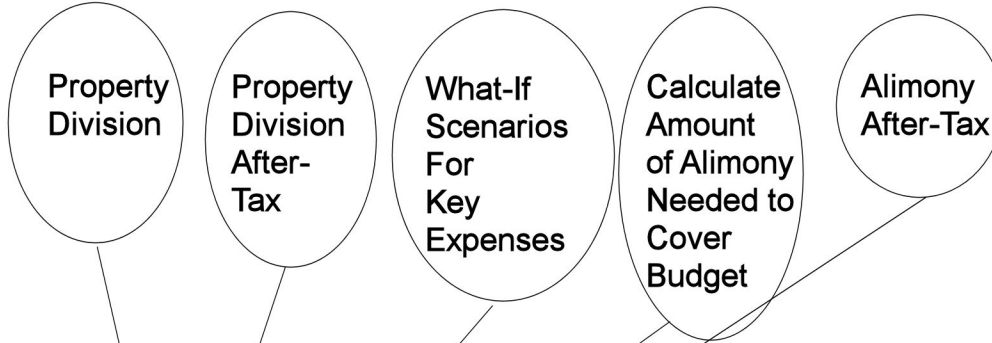 Property
Division
Property
Division
After-
Tax
What-If
Scenarios
For
Key
Expenses
Calculate
Amount
of Alimony
Needed to
Cover
Budget
Alimony
After-Tax